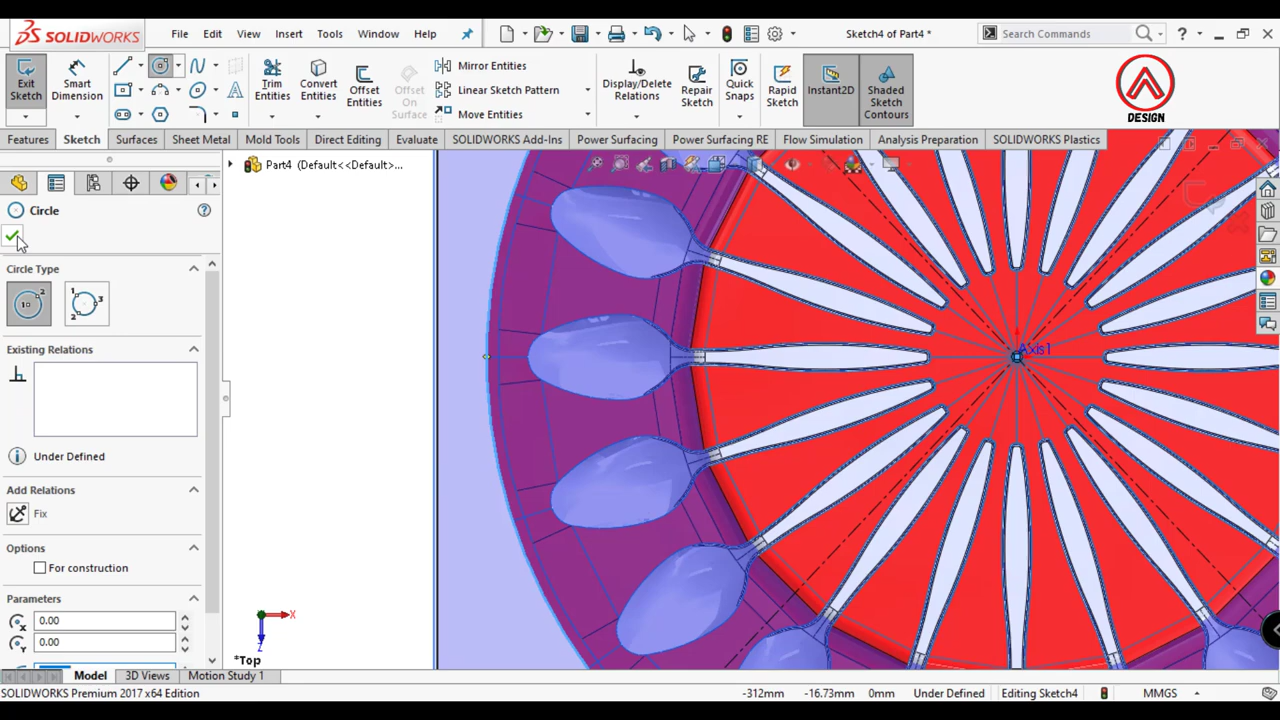 SOLIDWORKS File Edit View Insert Tools Window Help Sketch4 of Part4 * Search Commands ?
Exit Sketch Smart Dimension Trim Entities Convert Entities Offset Entities Offset On Surface Mirror Entities Linear Sketch Pattern Move Entities Display/Delete Relations Repair Sketch Quick Snaps Rapid Sketch Instant2D Shaded Sketch Contours DESIGN
Features Sketch Surfaces Sheet Metal Mold Tools Direct Editing Evaluate SOLIDWORKS Add-Ins Power Surfacing Power Surfacing RE Flow Simulation Analysis Preparation SOLIDWORKS Plastics
Part4 (Default<<Default>...
Circle
Circle Type
Existing Relations
Axis1
Under Defined
Add Relations
Fix
Options
For construction
Parameters
0.00
0.00
X
Z
*Top
Model 3D Views Motion Study 1
SOLIDWORKS Premium 2017 x64 Edition -312mm -16.73mm 0mm Under Defined Editing Sketch4 MMGS